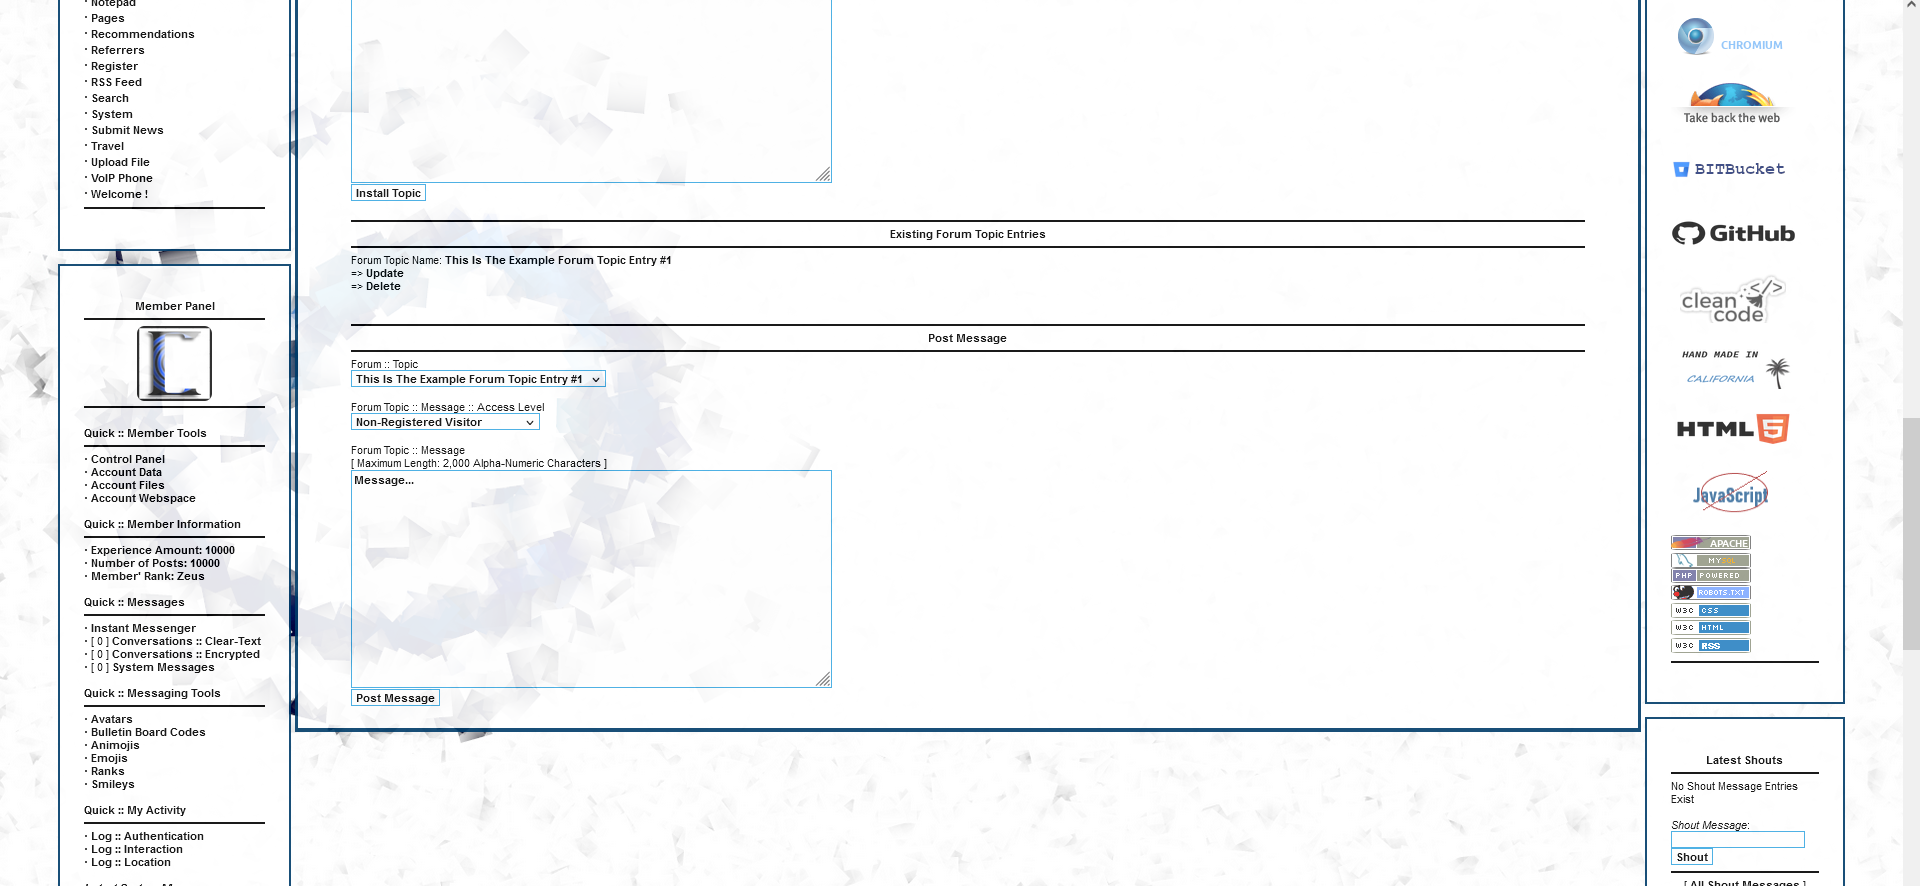 · Notepad
· Pages
· Recommendations
· Referrers
· Register
· RSS Feed
· Search
· System
· Submit News
· Travel
· Upload File
· VoIP Phone
· Welcome !
Member Panel
Quick :: Member Tools
· Control Panel
· Account Data
· Account Files
· Account Webspace
Quick :: Member Information
· Experience Amount: 10000
· Number of Posts: 10000
· Member' Rank: Zeus
Quick :: Messages
· Instant Messenger
· [ 0 ] Conversations :: Clear-Text
· [ 0 ] Conversations :: Encrypted
· [ 0 ] System Messages
Quick :: Messaging Tools
· Avatars
· Bulletin Board Codes
· Animojis
· Emojis
· Ranks
· Smileys
Quick :: My Activity
· Log :: Authentication
· Log :: Interaction
· Log :: Location
Install Topic
Existing Forum Topic Entries
Forum Topic Name: This Is The Example Forum Topic Entry #1
=> Update
=> Delete
Post Message
Forum :: Topic
This Is The Example Forum Topic Entry #1
Forum Topic :: Message :: Access Level
Non-Registered Visitor
Forum Topic :: Message
[ Maximum Length: 2,000 Alpha-Numeric Characters ]
Message...
Post Message
CHROMIUM
Take back the web
BITBucket
GitHub
clean </>
code
HAND MADE IN
CALIFORNIA
HTML 5
JavaScript
APACHE
MYSQL
PHP POWERED
ROBOTS.TXT
W3C CSS
W3C HTML
W3C RSS
Latest Shouts
No Shout Message Entries
Exist
Shout Message:
Shout
[ All Shout Messages ]